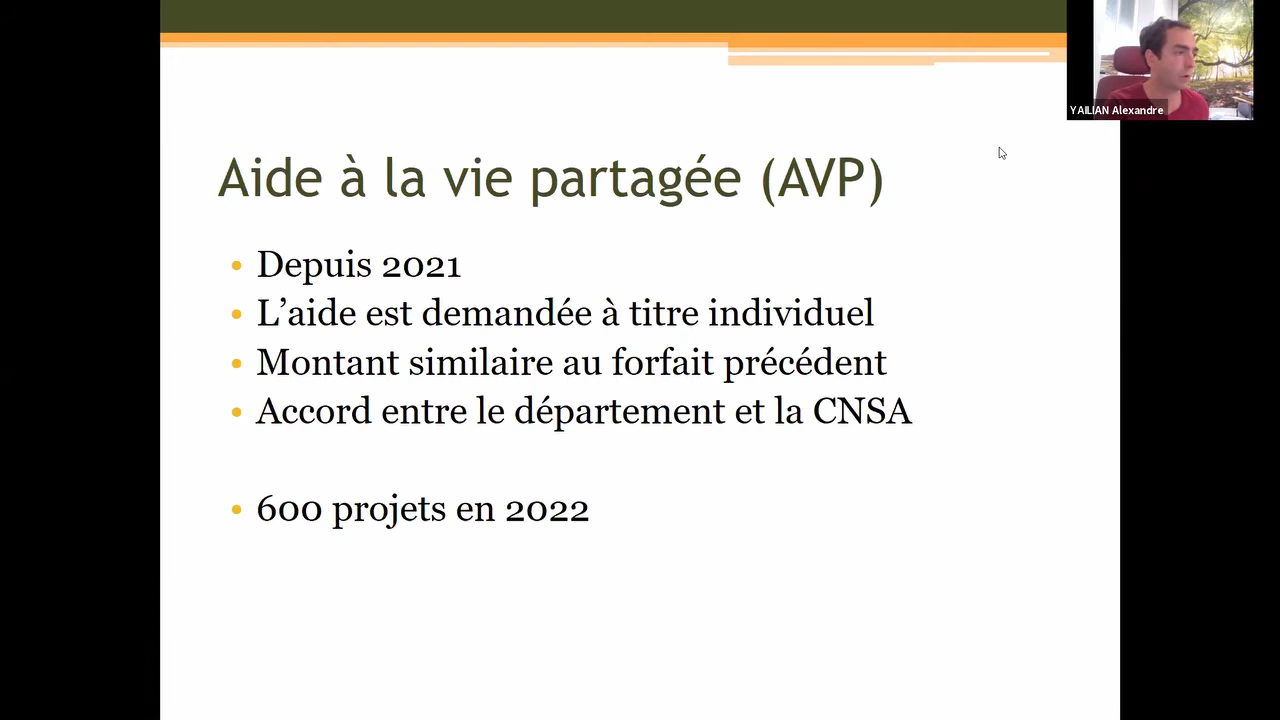 YAILIAN Alexandre
Aide à la vie partagée (AVP)
• Depuis 2021
• L’aide est demandée à titre individuel
• Montant similaire au forfait précédent
• Accord entre le département et la CNSA
• 600 projets en 2022